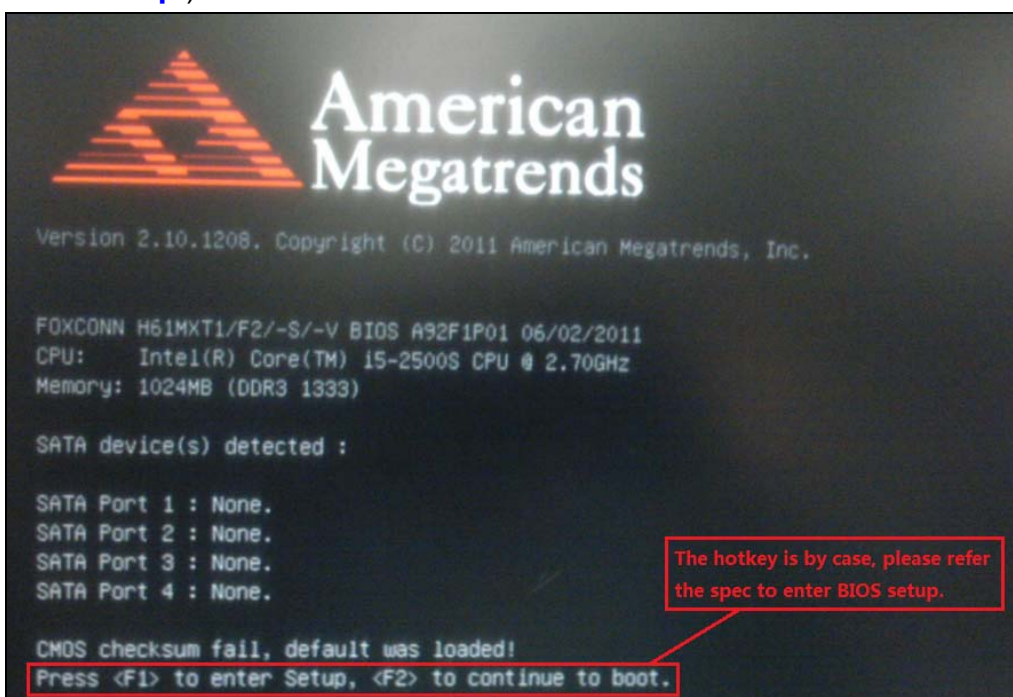 American
Megatrends
Version 2.10.1208. Copyright (C) 2011 American Megatrends, Inc.
FOXCONN H61MXT1/F2/-S/-V BIOS A92F1P01 06/02/2011
CPU: Intel(R) Core(TM) i5-2500S CPU @ 2.70GHz
Memory: 1024MB (DDR3 1333)
SATA device(s) detected :
SATA Port 1 : None.
SATA Port 2 : None.
SATA Port 3 : None.
SATA Port 4 : None.
The hotkey is by case, please refer
the spec to enter BIOS setup.
CMOS checksum fail, default was loaded!
Press <F1> to enter Setup, <F2> to continue to boot.